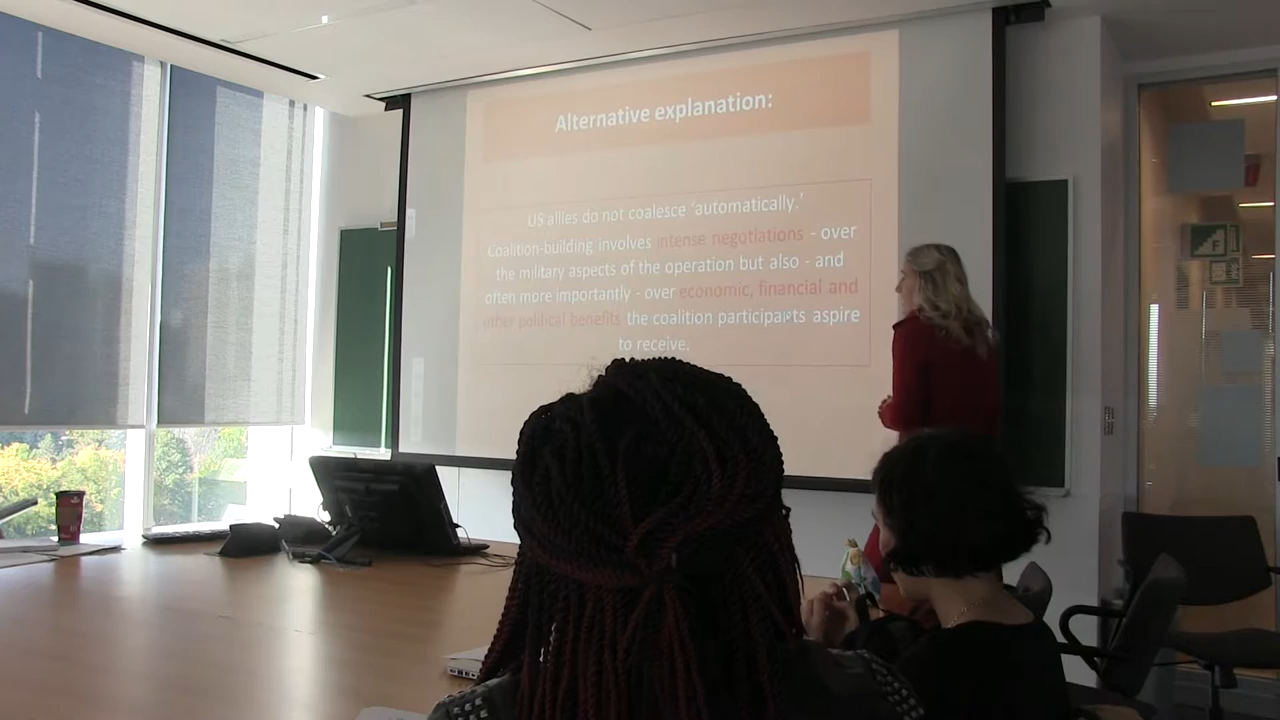 Alternative explanation:
US allies do not coalesce 'automatically.'
Coalition-building involves intense negotiations - over
the military aspects of the operation but also - and
often more importantly - over economic, financial and
other political benefits the coalition participants aspire
to receive.
F